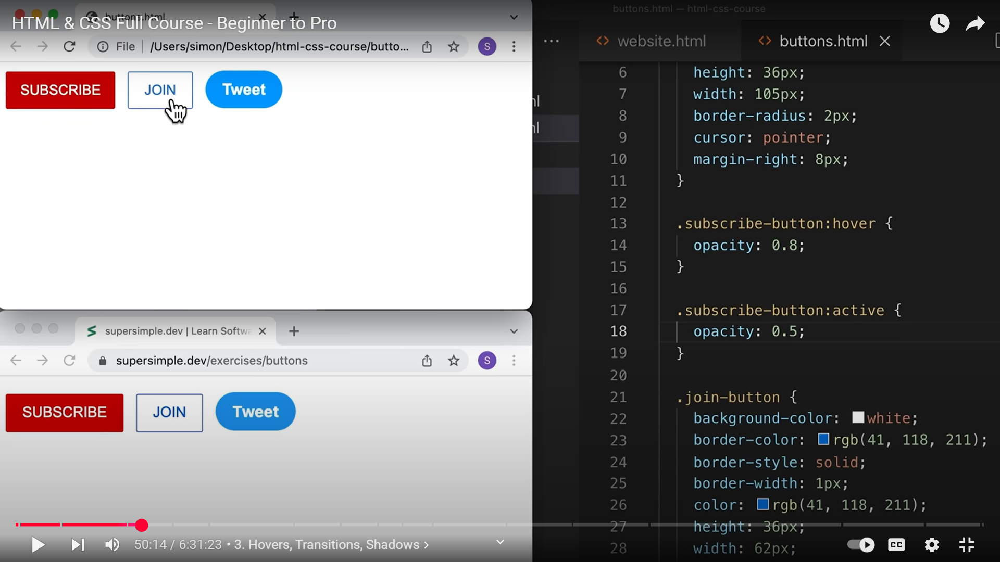 buttons.html — html-css-course
buttons.html
HTML & CSS Full Course - Beginner to Pro
File
/Users/simon/Desktop/html-css-course/butto...
S
SUBSCRIBE
JOIN
Tweet
supersimple.dev | Learn Softwa
supersimple.dev/exercises/buttons
S
SUBSCRIBE
JOIN
Tweet
website.html
buttons.html
6 height: 36px;
7 width: 105px;
8 border-radius: 2px;
9 cursor: pointer;
10 margin-right: 8px;
11 }
12
13 .subscribe-button:hover {
14 opacity: 0.8;
15 }
16
17 .subscribe-button:active {
18 opacity: 0.5;
19 }
20
21 .join-button {
22 background-color: white;
23 border-color: rgb(41, 118, 211);
24 border-style: solid;
25 border-width: 1px;
26 color: rgb(41, 118, 211);
27 height: 36px;
28 width: 62px;
50:14 / 6:31:23 • 3. Hovers, Transitions, Shadows
CC